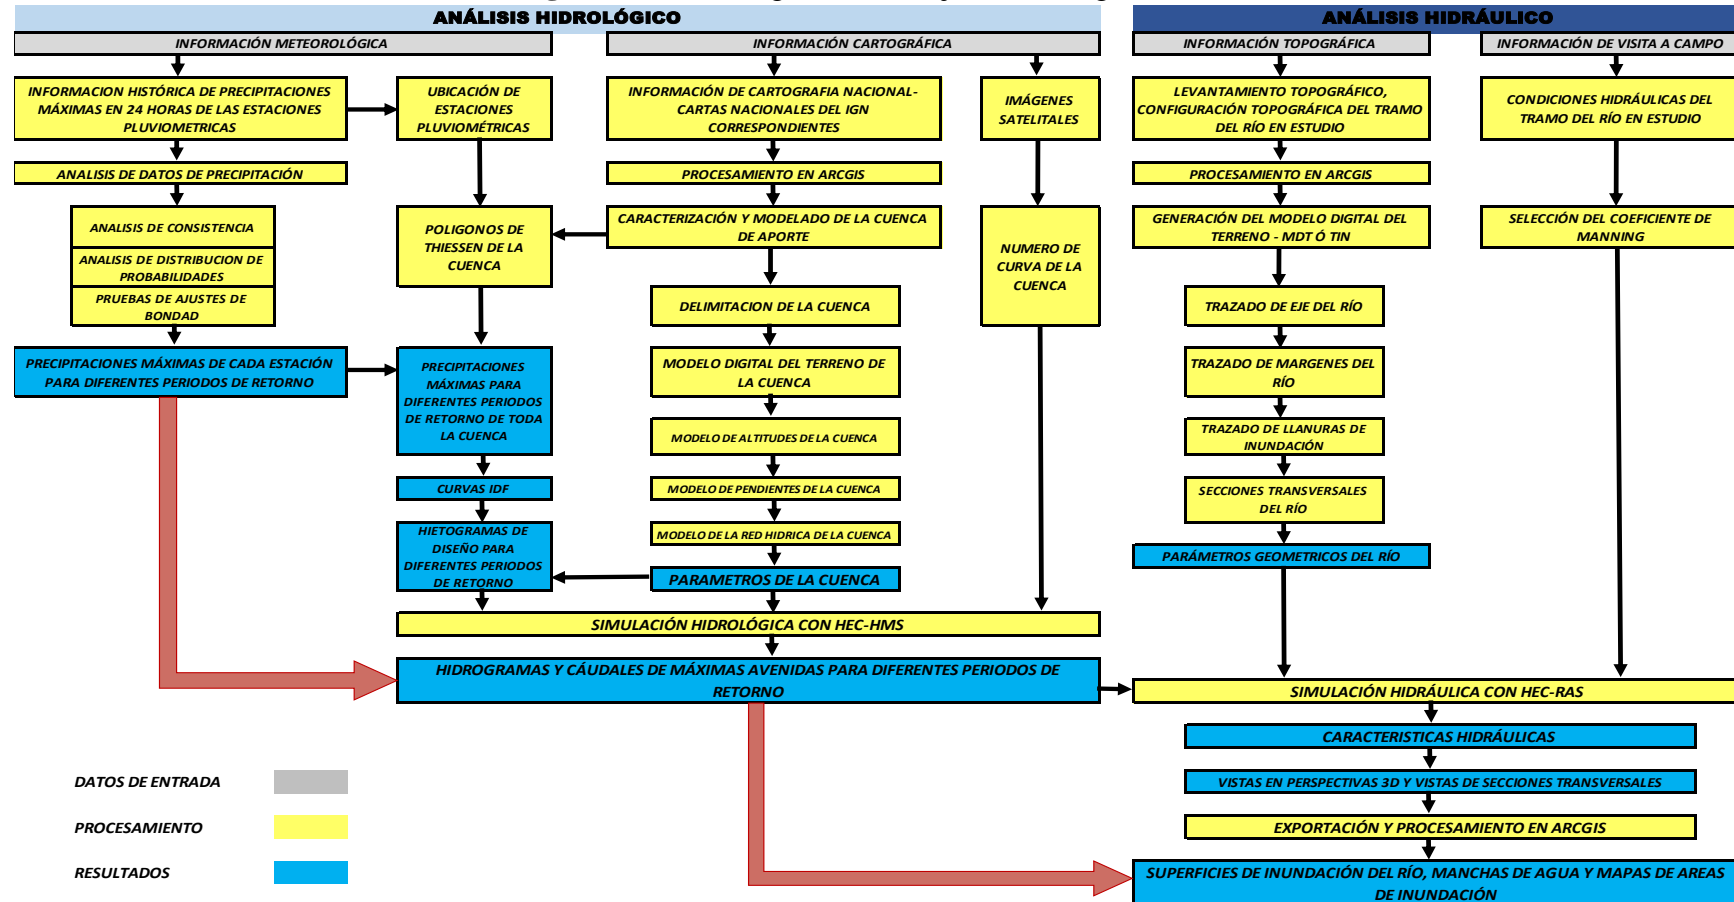 ANÁLISIS HIDROLÓGICO
ANÁLISIS HIDRÁULICO
INFORMACIÓN METEOROLÓGICA
INFORMACIÓN CARTOGRÁFICA
INFORMACIÓN TOPOGRÁFICA
INFORMACIÓN DE VISITA A CAMPO
INFORMACION HISTÓRICA DE PRECIPITACIONES
MÁXIMAS EN 24 HORAS DE LAS ESTACIONES
PLUVIOMETRICAS
UBICACIÓN DE
ESTACIONES
PLUVIOMÉTRICAS
INFORMACIÓN DE CARTOGRAFIA NACIONAL-
CARTAS NACIONALES DEL IGN
CORRESPONDIENTES
IMÁGENES
SATELITALES
LEVANTAMIENTO TOPOGRÁFICO,
CONFIGURACIÓN TOPOGRÁFICA DEL TRAMO
DEL RÍO EN ESTUDIO
CONDICIONES HIDRÁULICAS DEL
TRAMO DEL RÍO EN ESTUDIO
ANALISIS DE DATOS DE PRECIPITACIÓN
PROCESAMIENTO EN ARCGIS
PROCESAMIENTO EN ARCGIS
ANALISIS DE CONSISTENCIA
ANALISIS DE DISTRIBUCION DE
PROBABILIDADES
PRUEBAS DE AJUSTES DE
BONDAD
POLIGONOS DE
THIESSEN DE LA
CUENCA
CARACTERIZACIÓN Y MODELADO DE LA CUENCA
DE APORTE
NUMERO DE
CURVA DE LA
CUENCA
GENERACIÓN DEL MODELO DIGITAL DEL
TERRENO - MDT Ó TIN
SELECCIÓN DEL COEFICIENTE DE
MANNING
DELIMITACION DE LA CUENCA
TRAZADO DE EJE DEL RÍO
PRECIPITACIONES MÁXIMAS DE CADA ESTACIÓN
PARA DIFERENTES PERIODOS DE RETORNO
PRECIPITACIONES
MÁXIMAS PARA
DIFERENTES PERIODOS
DE RETORNO DE TODA
LA CUENCA
MODELO DIGITAL DEL TERRENO DE
LA CUENCA
TRAZADO DE MARGENES DEL
RÍO
MODELO DE ALTITUDES DE LA CUENCA
TRAZADO DE LLANURAS DE
INUNDACIÓN
CURVAS IDF
MODELO DE PENDIENTES DE LA CUENCA
SECCIONES TRANSVERSALES
DEL RÍO
HIETOGRAMAS DE
DISEÑO PARA
DIFERENTES PERIODOS
DE RETORNO
MODELO DE LA RED HIDRICA DE LA CUENCA
PARÁMETROS GEOMETRICOS DEL RÍO
PARAMETROS DE LA CUENCA
SIMULACIÓN HIDROLÓGICA CON HEC-HMS
HIDROGRAMAS Y CÁUDALES DE MÁXIMAS AVENIDAS PARA DIFERENTES PERIODOS DE
RETORNO
SIMULACIÓN HIDRÁULICA CON HEC-RAS
CARACTERISTICAS HIDRÁULICAS
VISTAS EN PERSPECTIVAS 3D Y VISTAS DE SECCIONES TRANSVERSALES
EXPORTACIÓN Y PROCESAMIENTO EN ARCGIS
SUPERFICIES DE INUNDACIÓN DEL RÍO, MANCHAS DE AGUA Y MAPAS DE AREAS
DE INUNDACIÓN
DATOS DE ENTRADA
PROCESAMIENTO
RESULTADOS